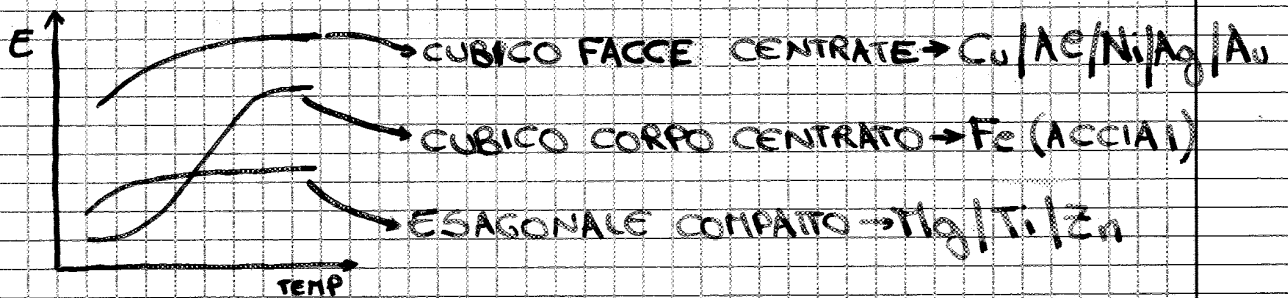 E
CUBICO FACCE CENTRATE → Cu|Al|Ni|Ag|Au
CUBICO CORPO CENTRATO → Fe (ACCIAI)
ESAGONALE COMPATTO → Mg|Ti|Zn
TEMP